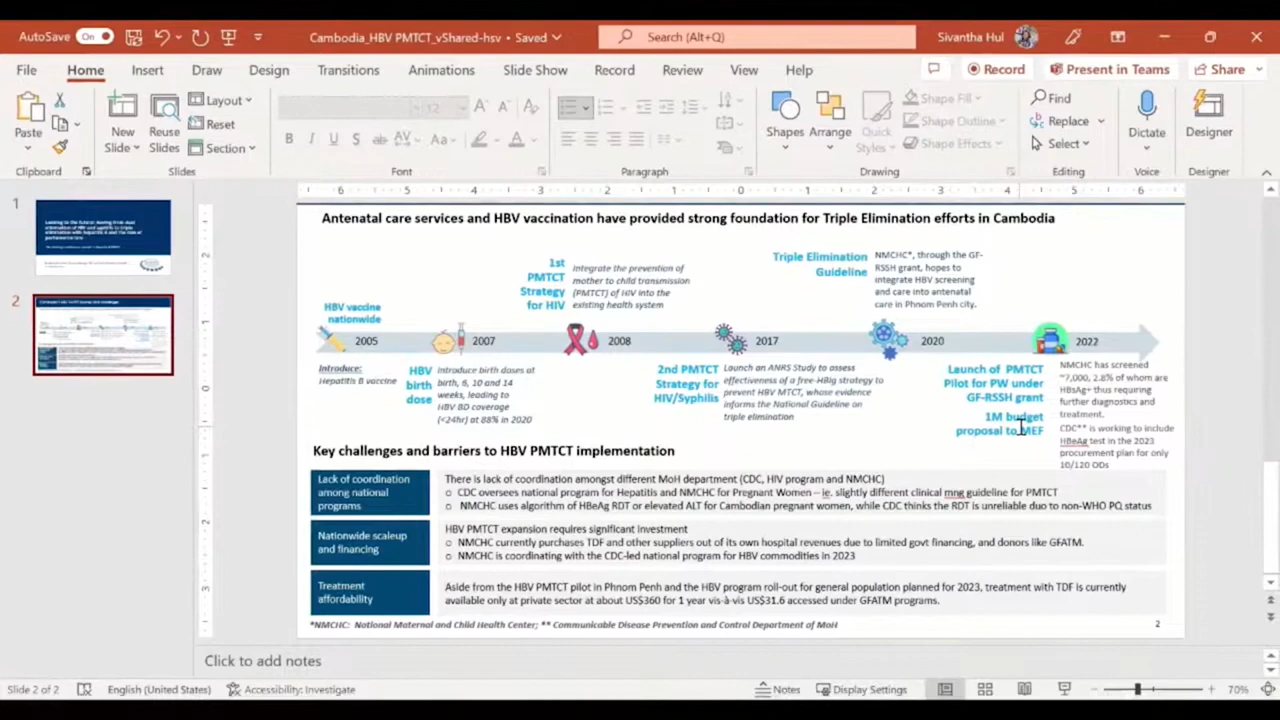 AutoSave On Cambodia_HBV PMTCT_vShared-hsv • Saved Search (Alt+Q) Sivantha Hul
File Home Insert Draw Design Transitions Animations Slide Show Record Review View Help Record Present in Teams Share
Paste
Clipboard
New Slide
Reuse Slides
Layout
Reset
Section
Slides
12
B I U S ab AV Aa A
Font
Paragraph
Shapes Arrange Quick Styles
Shape Fill
Shape Outline
Shape Effects
Drawing
Find
Replace
Select
Editing
Dictate
Voice
Designer
Designer
6 5 4 3 2 1 0 1 2 3 4 5 6
1
2
Antenatal care services and HBV vaccination have provided strong foundation for Triple Elimination efforts in Cambodia
HBV vaccine
nationwide
2005
Introduce:
Hepatitis B vaccine
2007
HBV
birth
dose
Introduce birth doses at
birth, 6, 10 and 14
weeks, leading to
HBV BD coverage
(<24hr) at 88% in 2020
1st
PMTCT
Strategy
for HIV
Integrate the prevention of
mother to child transmission
(PMTCT) of HIV into the
existing health system
2008
2017
2nd PMTCT
Strategy for
HIV/Syphilis
Launch an ANRS Study to assess
effectiveness of a free-HBIg strategy to
prevent HBV MTCT, whose evidence
informs the National Guideline on
triple elimination
Triple Elimination
Guideline
NMCHC*, through the GF-
RSSH grant, hopes to
integrate HBV screening
and care into antenatal
care in Phnom Penh city.
2020
2022
Launch of PMTCT
Pilot for PW under
GF-RSSH grant
1M budget
proposal to MEF
NMCHC has screened
~7,000, 2.8% of whom are
HBsAg+ thus requiring
further diagnostics and
treatment.
CDC** is working to include
HBeAg test in the 2023
procurement plan for only
10/120 ODs
Key challenges and barriers to HBV PMTCT implementation
Lack of coordination
among national
programs
There is lack of coordination amongst different MoH department (CDC, HIV program and NMCHC)
o CDC oversees national program for Hepatitis and NMCHC for Pregnant Women – ie. slightly different clinical mng guideline for PMTCT
o NMCHC uses algorithm of HBeAg RDT or elevated ALT for Cambodian pregnant women, while CDC thinks the RDT is unreliable duo to non-WHO PQ status
Nationwide scaleup
and financing
HBV PMTCT expansion requires significant investment
o NMCHC currently purchases TDF and other suppliers out of its own hospital revenues due to limited govt financing, and donors like GFATM.
o NMCHC is coordinating with the CDC-led national program for HBV commodities in 2023
Treatment
affordability
Aside from the HBV PMTCT pilot in Phnom Penh and the HBV program roll-out for general population planned for 2023, treatment with TDF is currently
available only at private sector at about US$360 for 1 year vis-à-vis US$31.6 accessed under GFATM programs.
*NMCHC: National Maternal and Child Health Center; ** Communicable Disease Prevention and Control Department of MoH
2
Click to add notes
Slide 2 of 2 English (United States) Accessibility: Investigate Notes Display Settings 70%